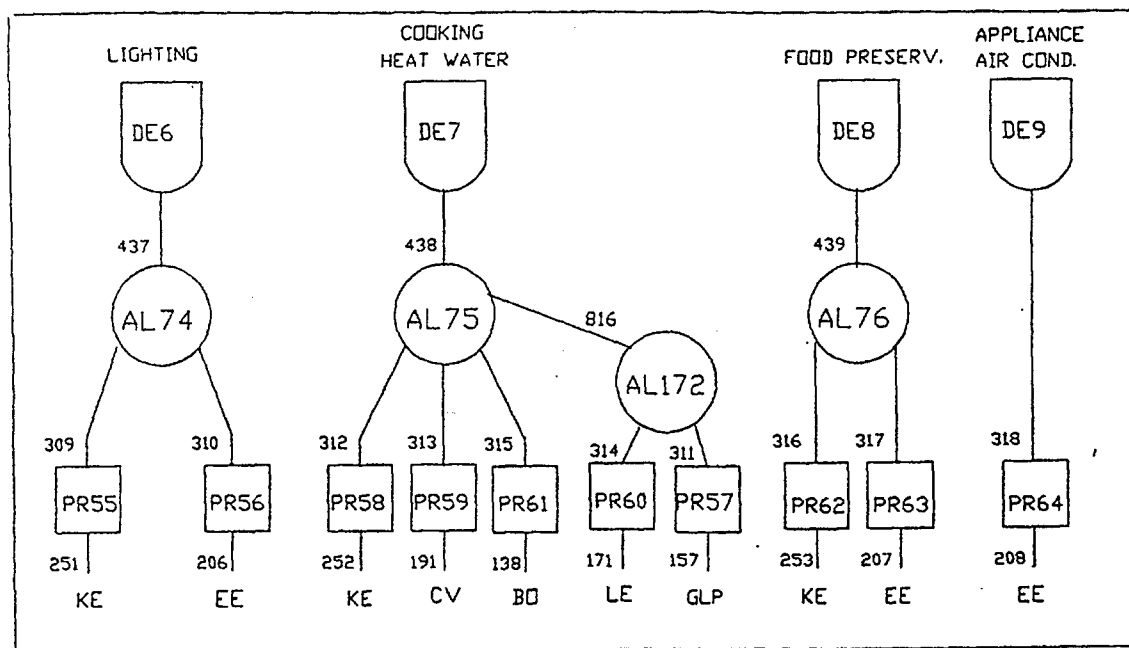 LIGHTING
COOKING
HEAT WATER
FOOD PRESERV.
APPLIANCE
AIR COND.
DE6
DE7
DE8
DE9
437
438
439
AL74
AL75
816
AL76
AL172
309
310
312
313
315
314
311
316
317
318
PR55
PR56
PR58
PR59
PR61
PR60
PR57
PR62
PR63
PR64
251
206
252
191
138
171
157
253
207
208
KE
EE
KE
CV
BO
LE
GLP
KE
EE
EE